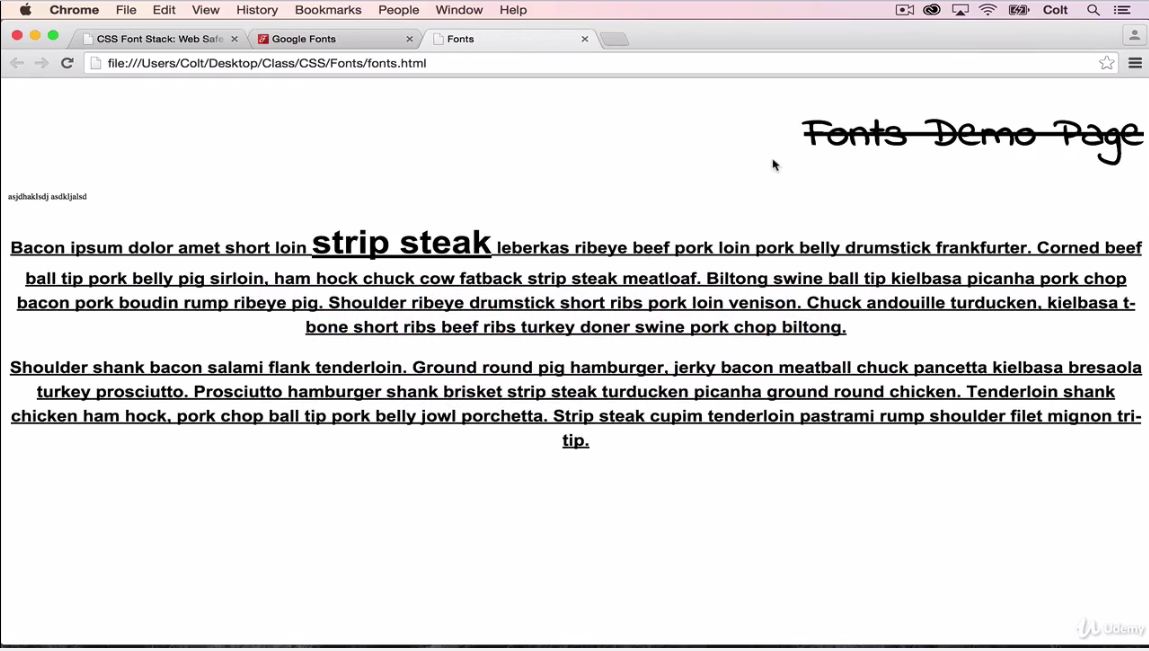 Chrome File Edit View History Bookmarks People Window Help Colt
CSS Font Stack: Web Safe Google Fonts Fonts
file:///Users/Colt/Desktop/Class/CSS/Fonts/fonts.html
Fonts Demo Page
asjdhaklsdj asdkljalsd
Bacon ipsum dolor amet short loin strip steak leberkas ribeye beef pork loin pork belly drumstick frankfurter. Corned beef
ball tip pork belly pig sirloin, ham hock chuck cow fatback strip steak meatloaf. Biltong swine ball tip kielbasa picanha pork chop
bacon pork boudin rump ribeye pig. Shoulder ribeye drumstick short ribs pork loin venison. Chuck andouille turducken, kielbasa t-
bone short ribs beef ribs turkey doner swine pork chop biltong.
Shoulder shank bacon salami flank tenderloin. Ground round pig hamburger, jerky bacon meatball chuck pancetta kielbasa bresaola
turkey prosciutto. Prosciutto hamburger shank brisket strip steak turducken picanha ground round chicken. Tenderloin shank
chicken ham hock, pork chop ball tip pork belly jowl porchetta. Strip steak cupim tenderloin pastrami rump shoulder filet mignon tri-
tip.
Udemy